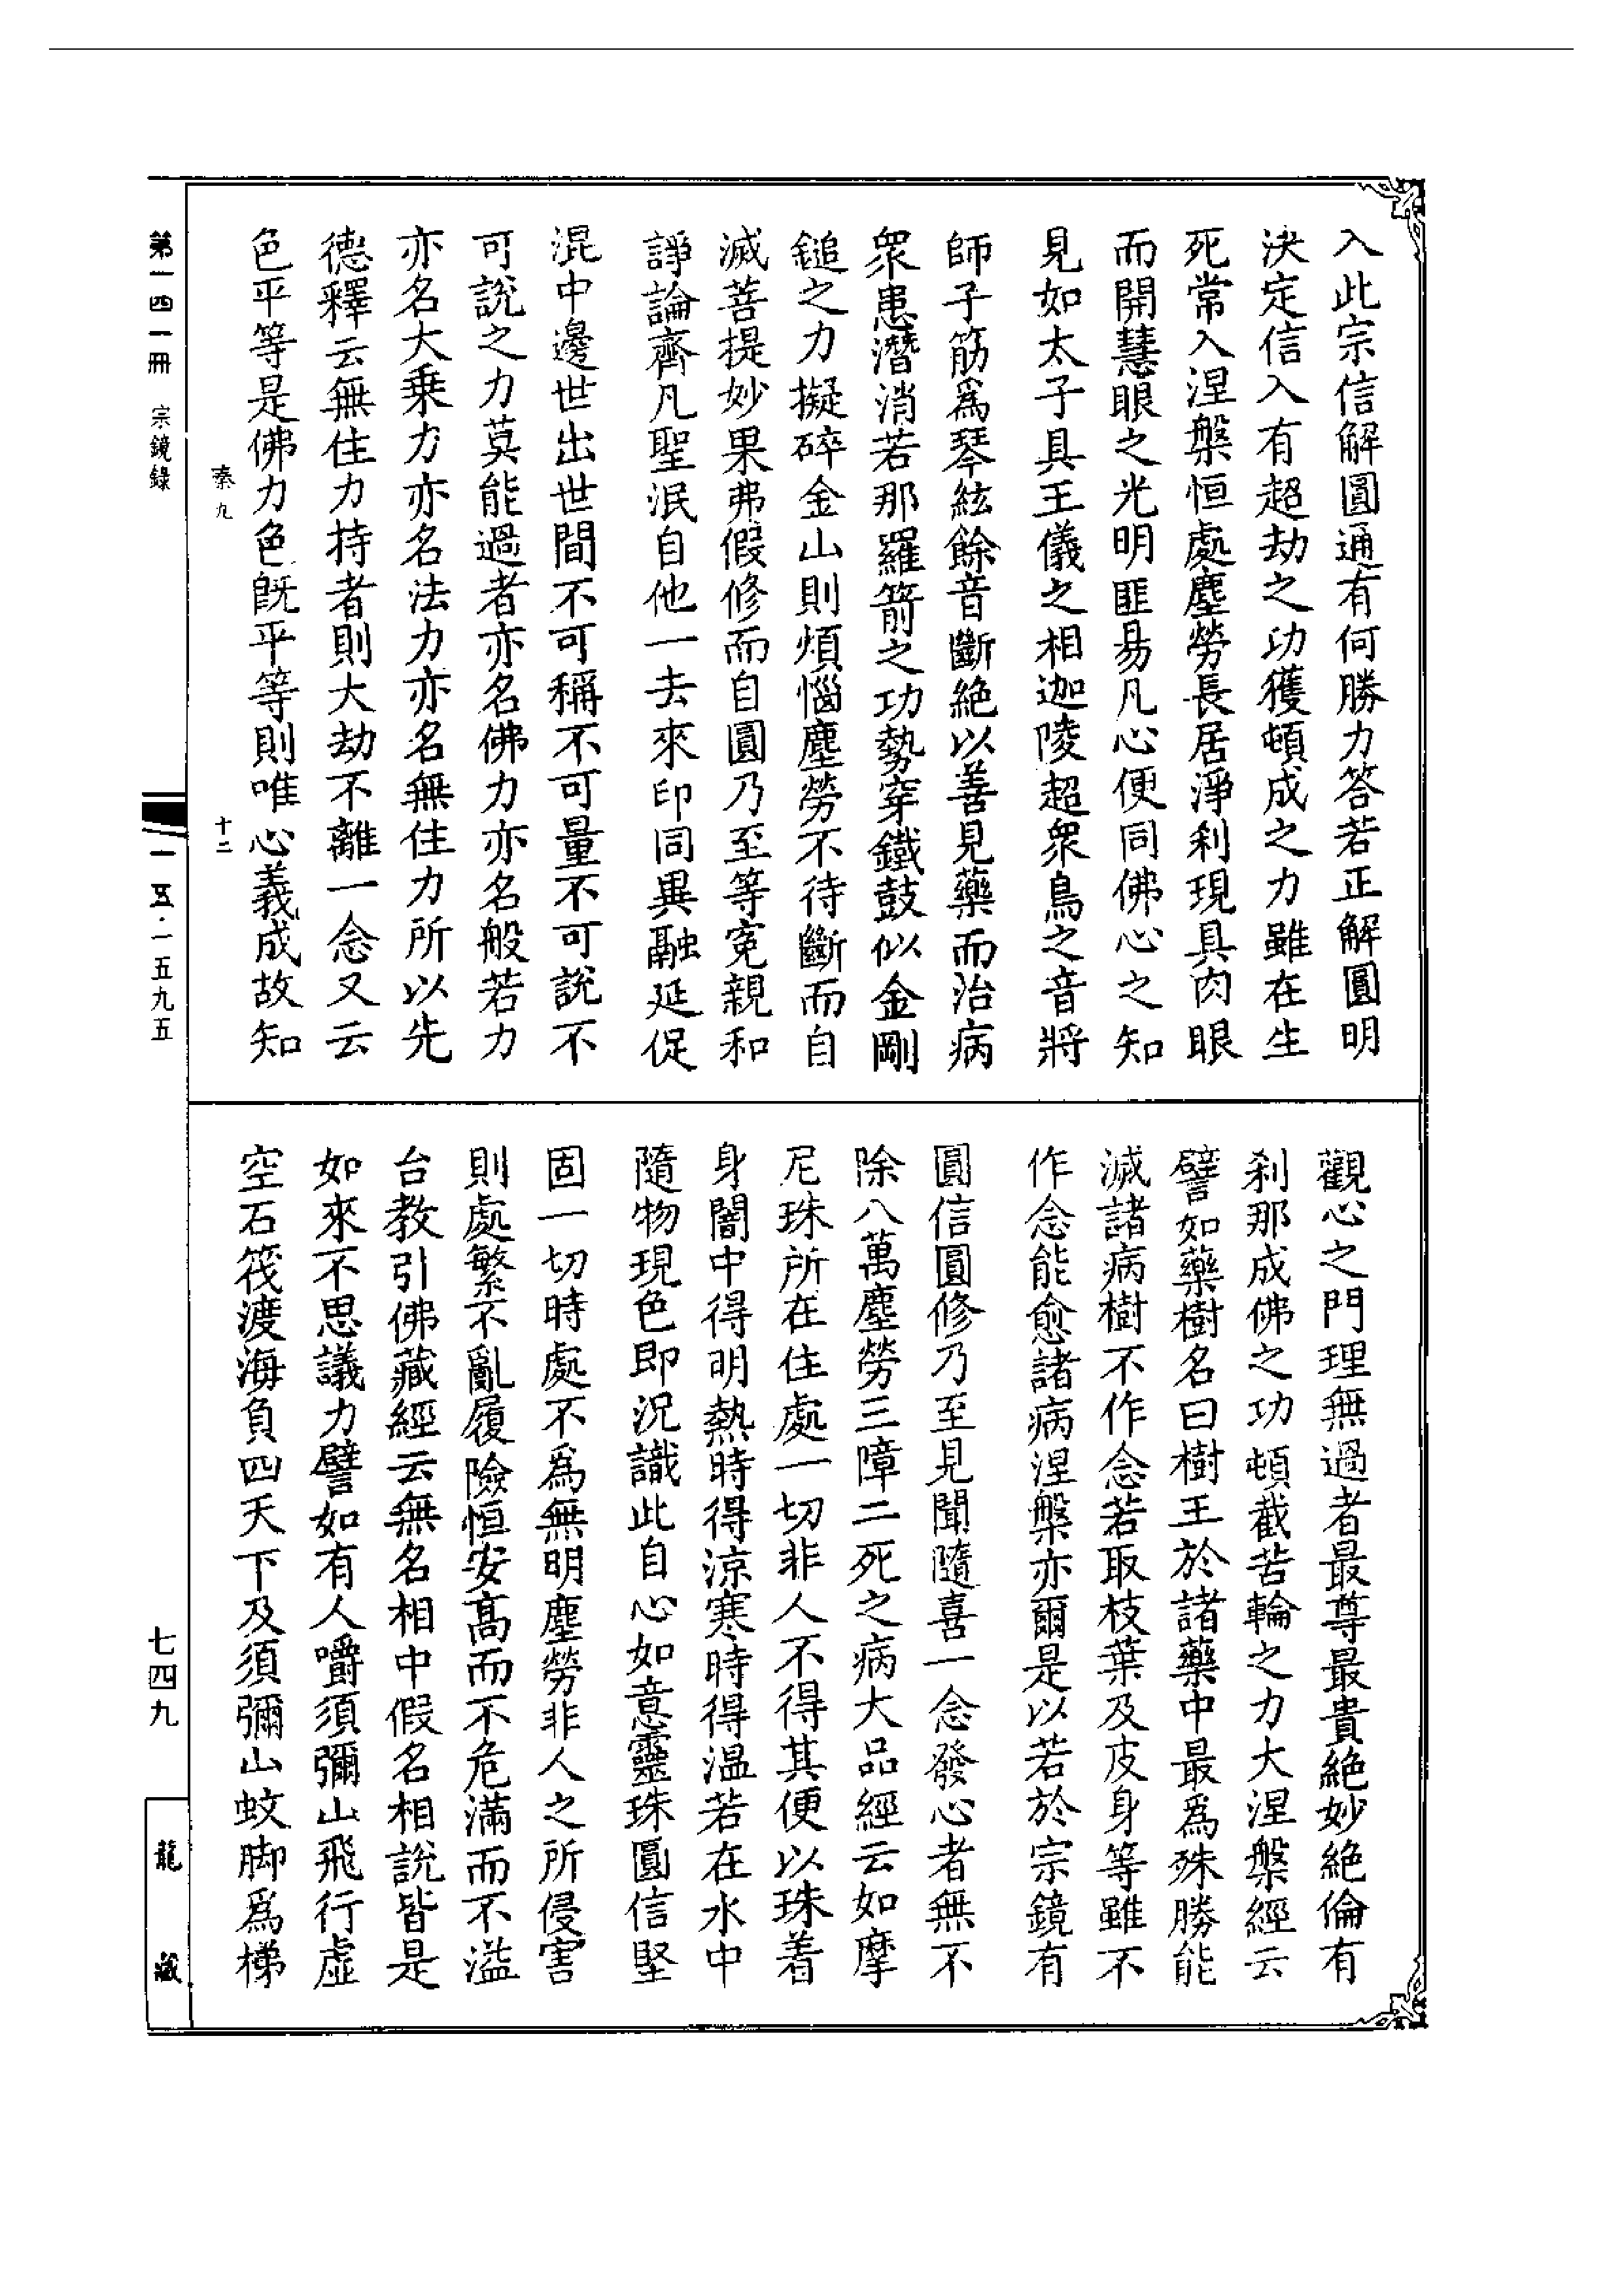 入此宗信解圓通有何勝力答若正解圓明
決定信入有超劫之功獲頓成之力雖在生
死常入涅槃恒處塵勞長居淨刹現具肉眼
而開慧眼之光明匪易凡心便同佛心之知
見如太子具王儀之相迦陵超衆鳥之音將
師子筋爲琴絃餘音斷絶以善見藥而治病
衆患潛消若那羅箭之功勢穿鐵鼓似金剛
鎚之力擬碎金山則煩惱塵勞不待斷而自
滅菩提妙果弗假修而自圓乃至等寃親和
諍論齊凡聖泯自他一去來印同異融延促
混中邊世出世間不可稱不可量不可說不
可說之力莫能過者亦名佛力亦名般若力
亦名大乗力亦名法力亦名無住力所以先
德釋云無住力持者則大劫不離一念又云
色平等是佛力色旣平等則唯心義成故知
觀心之門理無過者最尊最貴絶妙絶倫有
刹那成佛之功頓截苦輪之力大涅槃經云
譬如藥樹名曰樹王於諸藥中最爲殊勝能
滅諸病樹不作念若取枝葉及皮身等雖不
作念能愈諸病涅槃亦爾是以若於宗鏡有
圓信圓修乃至見聞隨喜一念發心者無不
除八萬塵勞三障二死之病大品經云如摩
尼珠所在住處一切非人不得其便以珠着
身闇中得明熱時得涼寒時得溫若在水中
隨物現色即況識此自心如意靈珠圓信堅
固一切時處不爲無明塵勞非人之所侵害
則處繁不亂履險恒安高而不危滿而不溢
台教引佛藏經云無名相中假名相說皆是
如來不思議力譬如有人嚼須彌山飛行虛
空石筏渡海負四天下及須彌山蚊脚爲梯
第一四一冊 宗鏡錄
秦九
十二
一一五·一五九五
七四九
龍藏